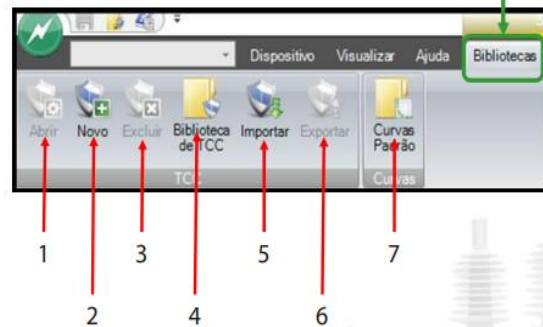 Dispositivo Visualizar Ajuda Bibliotecas
Abrir Novo Excluir Biblioteca de TCC Importar Exportar Curvas Padrão
TCC Curvas
1 2 3 4 5 6 7